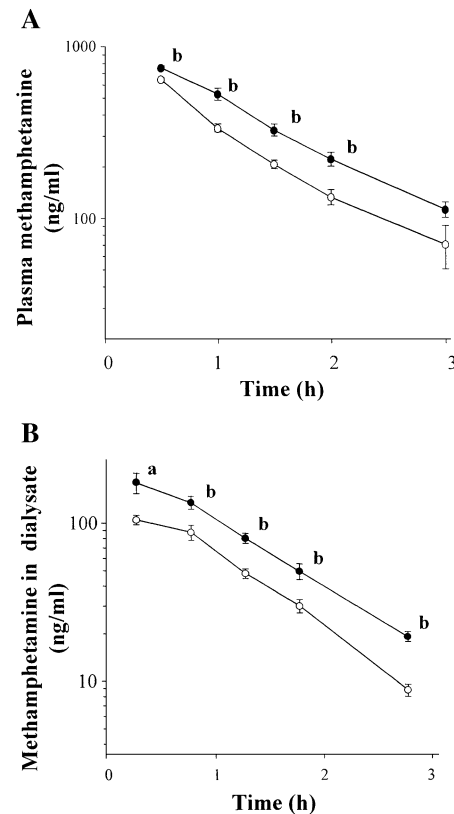 A
1000
b
b
b
b
100
Plasma methamphetamine
(ng/ml)
0
1
2
3
Time (h)
B
a
b
b
b
b
100
10
Methamphetamine in dialysate
(ng/ml)
0
1
2
3
Time (h)